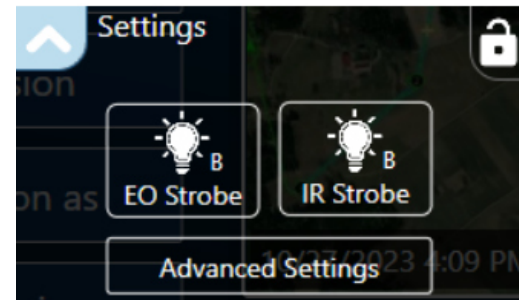 Settings
sion
B
EO Strobe
B
IR Strobe
on as
Advanced Settings
10/27/2023 4:09 PM